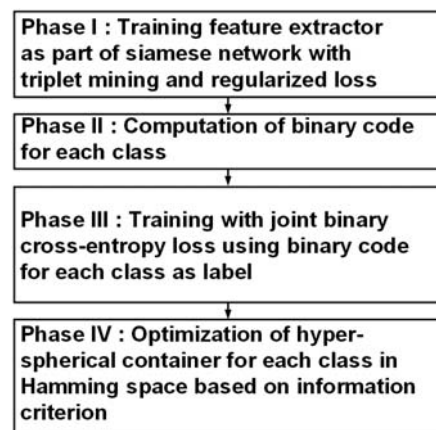 Phase I : Training feature extractor
as part of siamese network with
triplet mining and regularized loss
Phase II : Computation of binary code
for each class
Phase III : Training with joint binary
cross-entropy loss using binary code
for each class as label
Phase IV : Optimization of hyper-
spherical container for each class in
Hamming space based on information
criterion